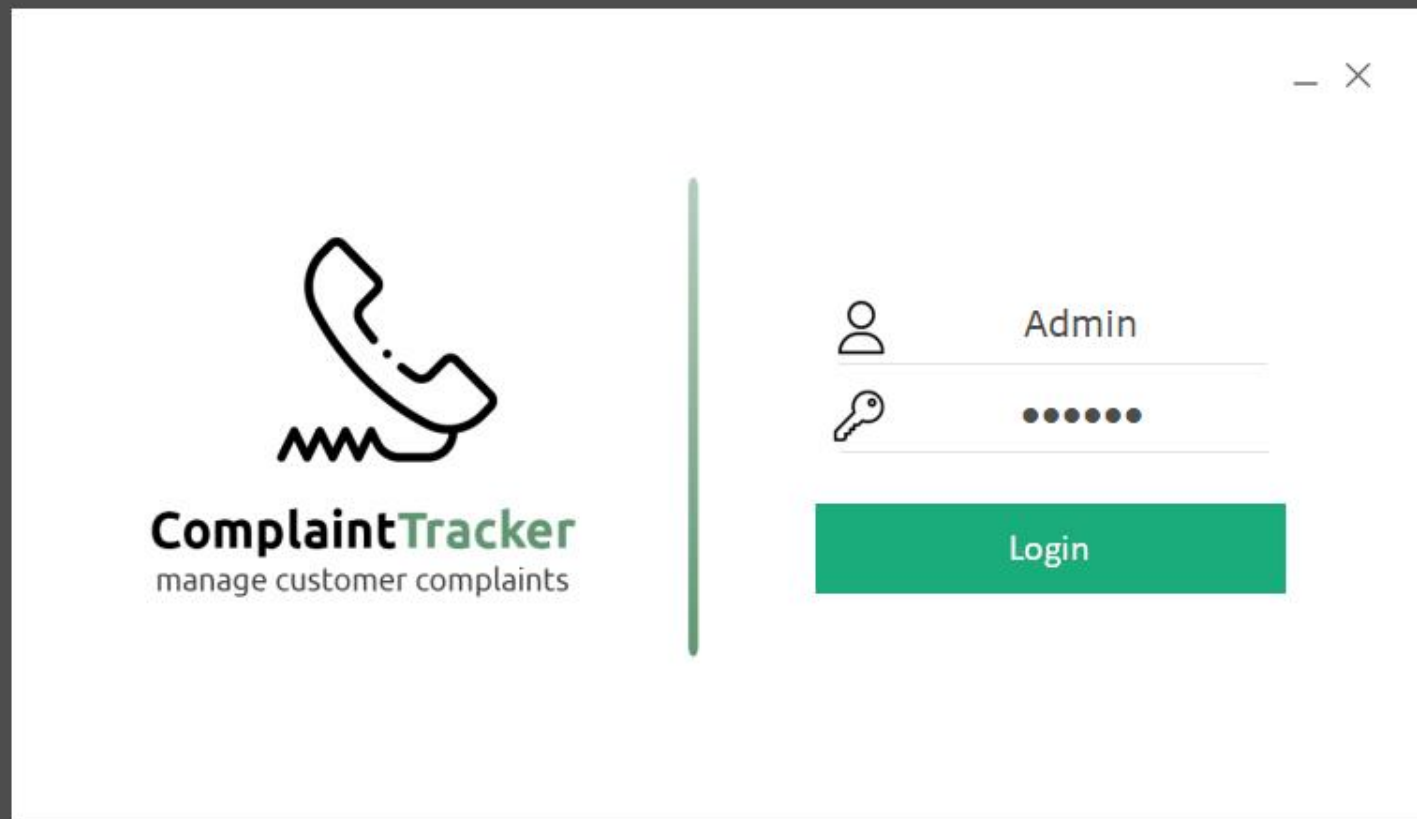 ComplaintTracker
manage customer complaints
Admin
●●●●●●
Login